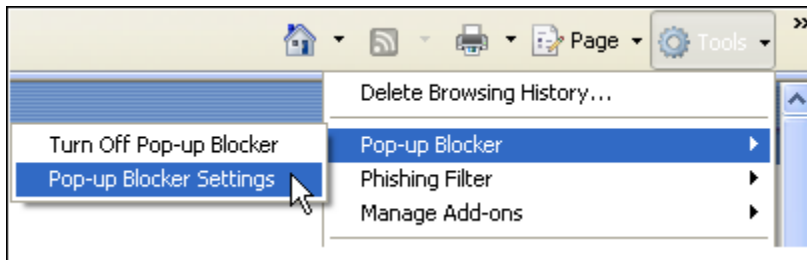 Page Tools »
Delete Browsing History...
Pop-up Blocker
Turn Off Pop-up Blocker
Pop-up Blocker Settings
Phishing Filter
Manage Add-ons